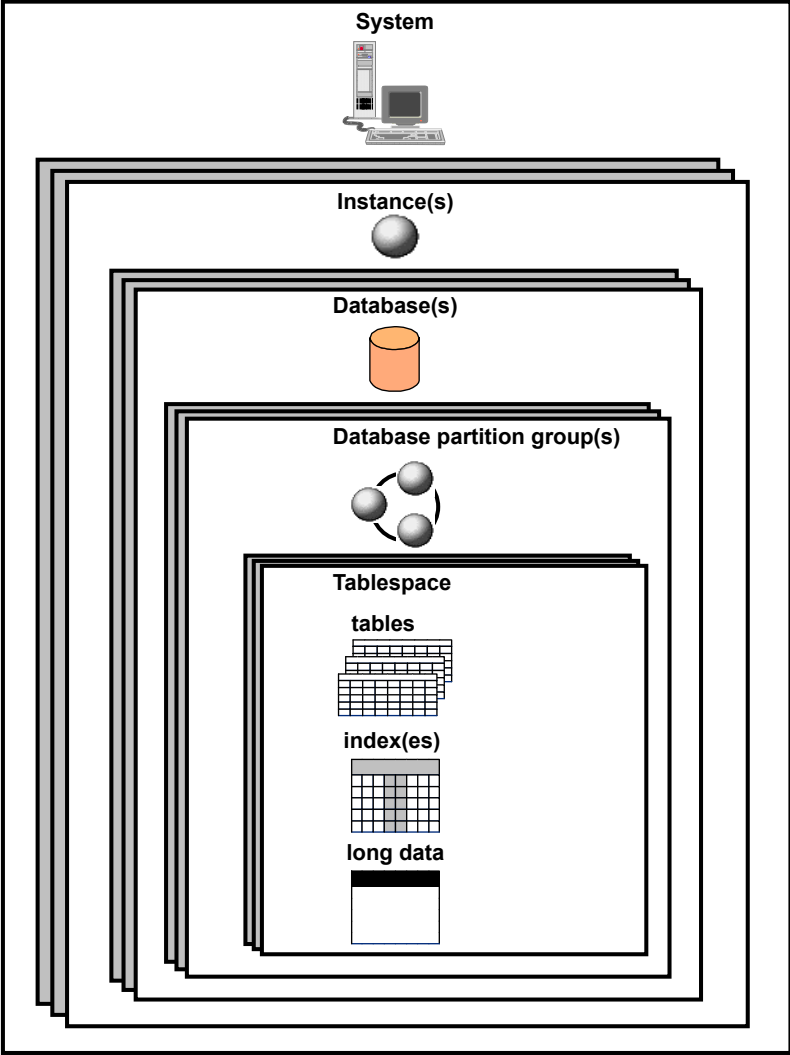 System
Instance(s)
Database(s)
Database partition group(s)
Tablespace
tables
index(es)
long data